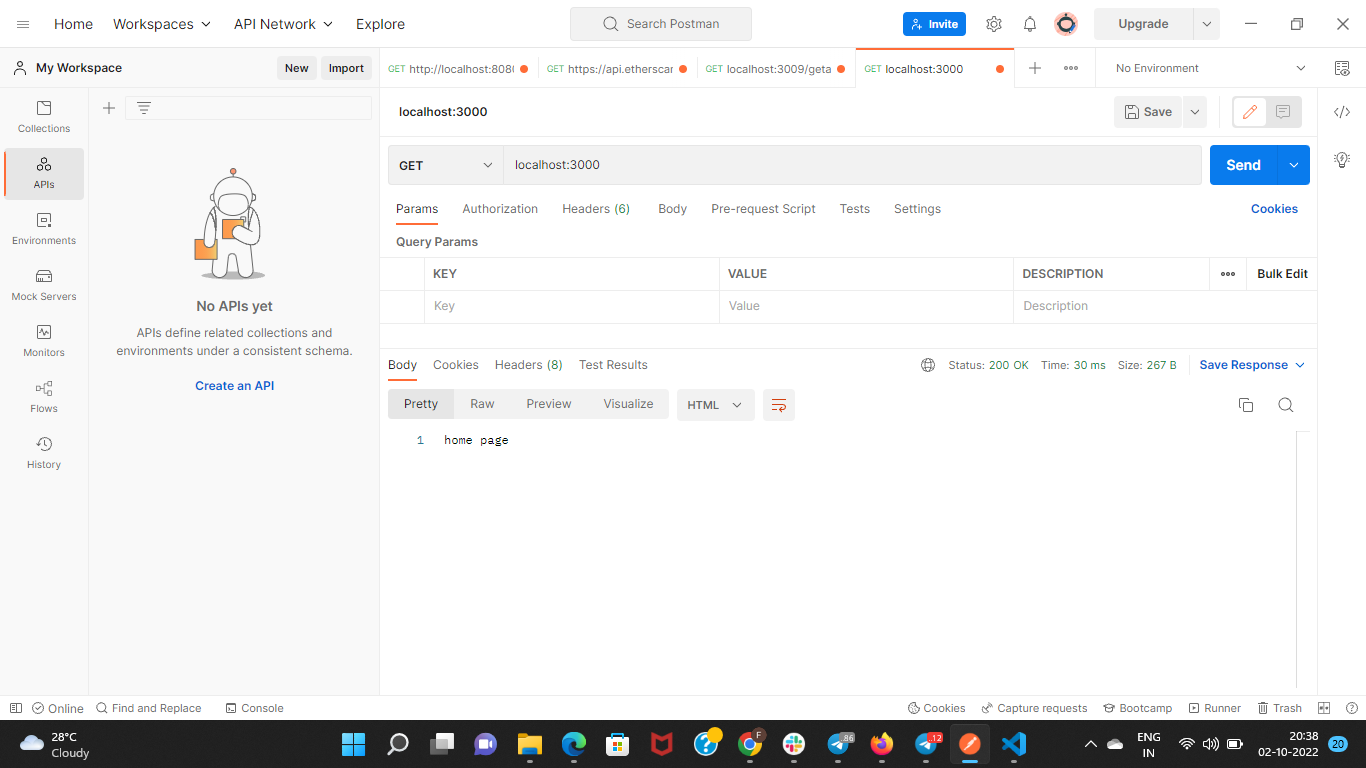 Home Workspaces API Network Explore Search Postman Invite Upgrade
My Workspace New Import GET http://localhost:808 GET https://api.etherscar GET localhost:3009/geta GET localhost:3000 No Environment
Collections
APIs
Environments
Mock Servers
Monitors
Flows
History
No APIs yet
APIs define related collections and
environments under a consistent schema.
Create an API
localhost:3000 Save
GET localhost:3000 Send
Params Authorization Headers (6) Body Pre-request Script Tests Settings Cookies
Query Params
KEY VALUE DESCRIPTION Bulk Edit
Key Value Description
Body Cookies Headers (8) Test Results Status: 200 OK Time: 30 ms Size: 267 B Save Response
Pretty Raw Preview Visualize HTML
1 home page
Online Find and Replace Console Cookies Capture requests Bootcamp Runner Trash
28°C
Cloudy
F
86
12
ENG
IN
20:38
02-10-2022
20